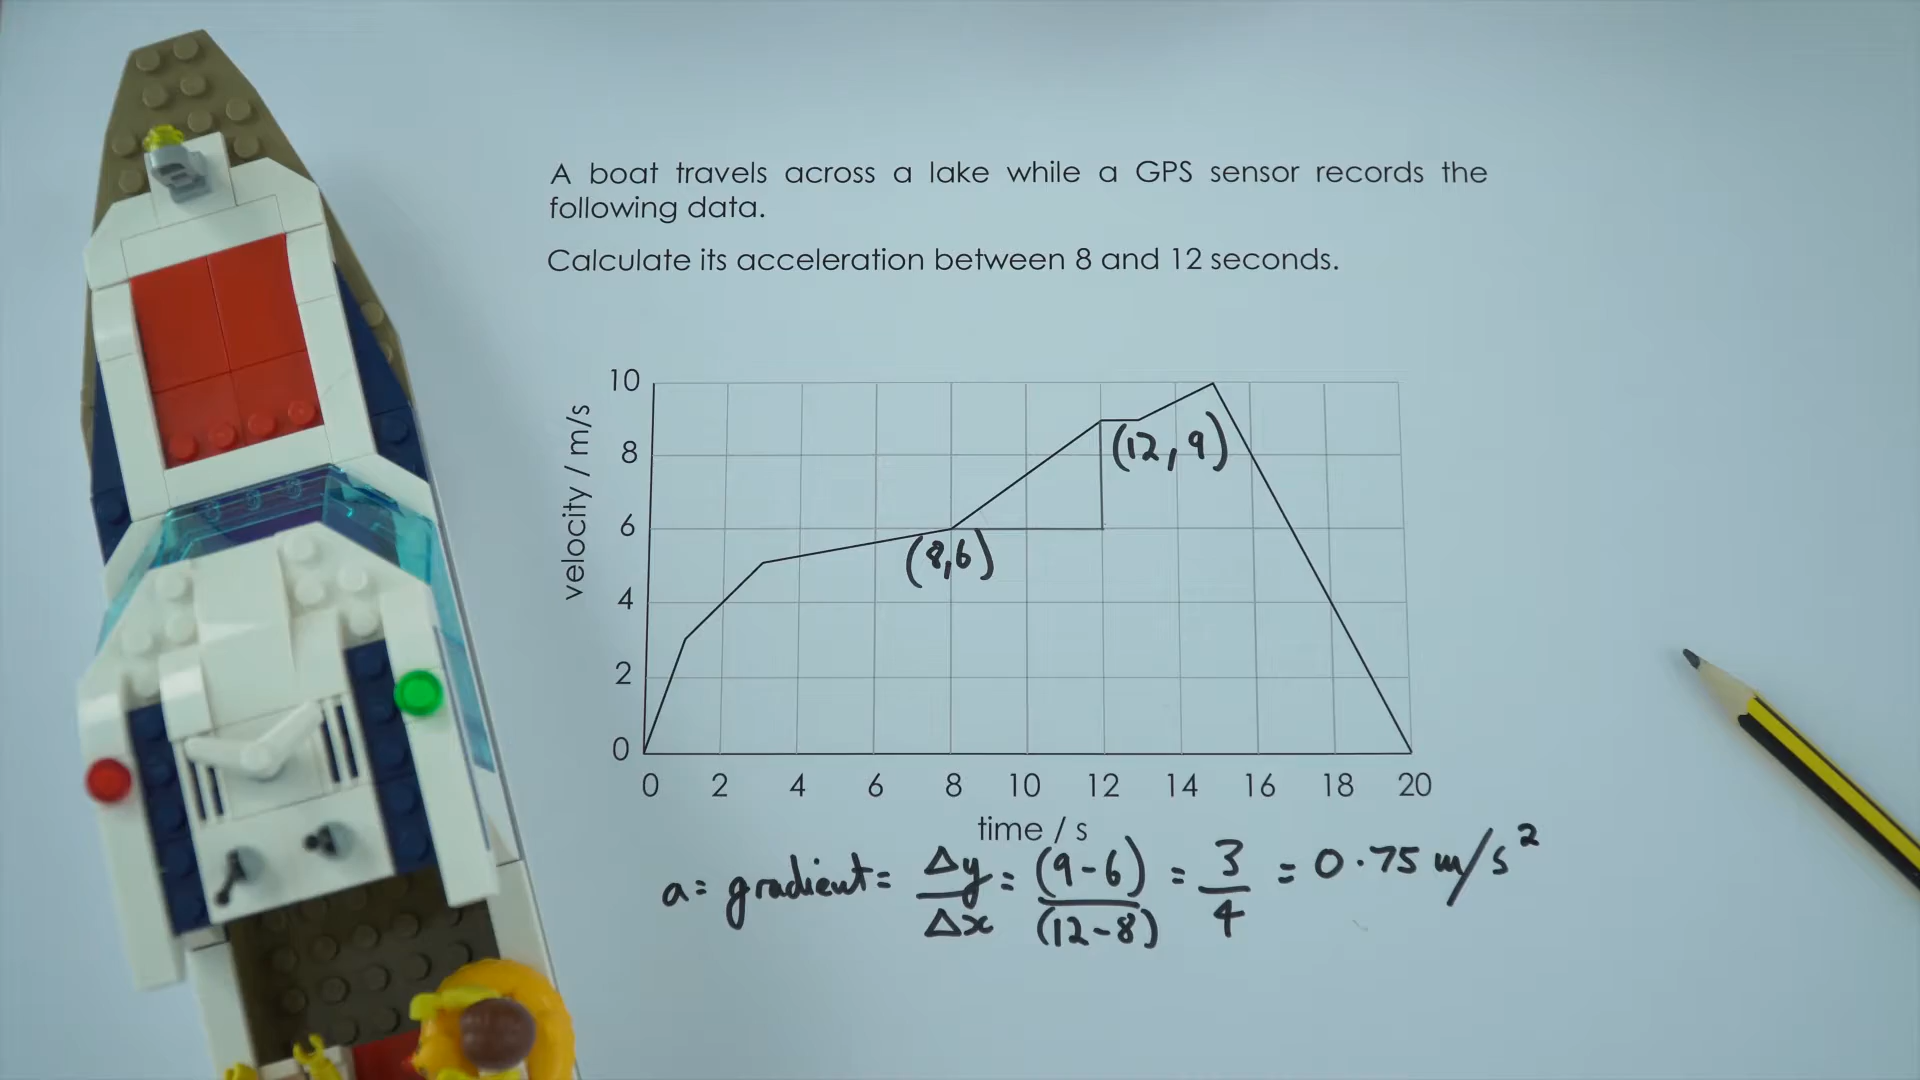 A boat travels across a lake while a GPS sensor records the
following data.
Calculate its acceleration between 8 and 12 seconds.
velocity / m/s
10
8
6
4
2
0
(12, 9)
(8,6)
0 2 4 6 8 10 12 14 16 18 20
time / s
a = gradient = Δy/Δx = (9-6)/(12-8) = 3/4 = 0.75 m/s²